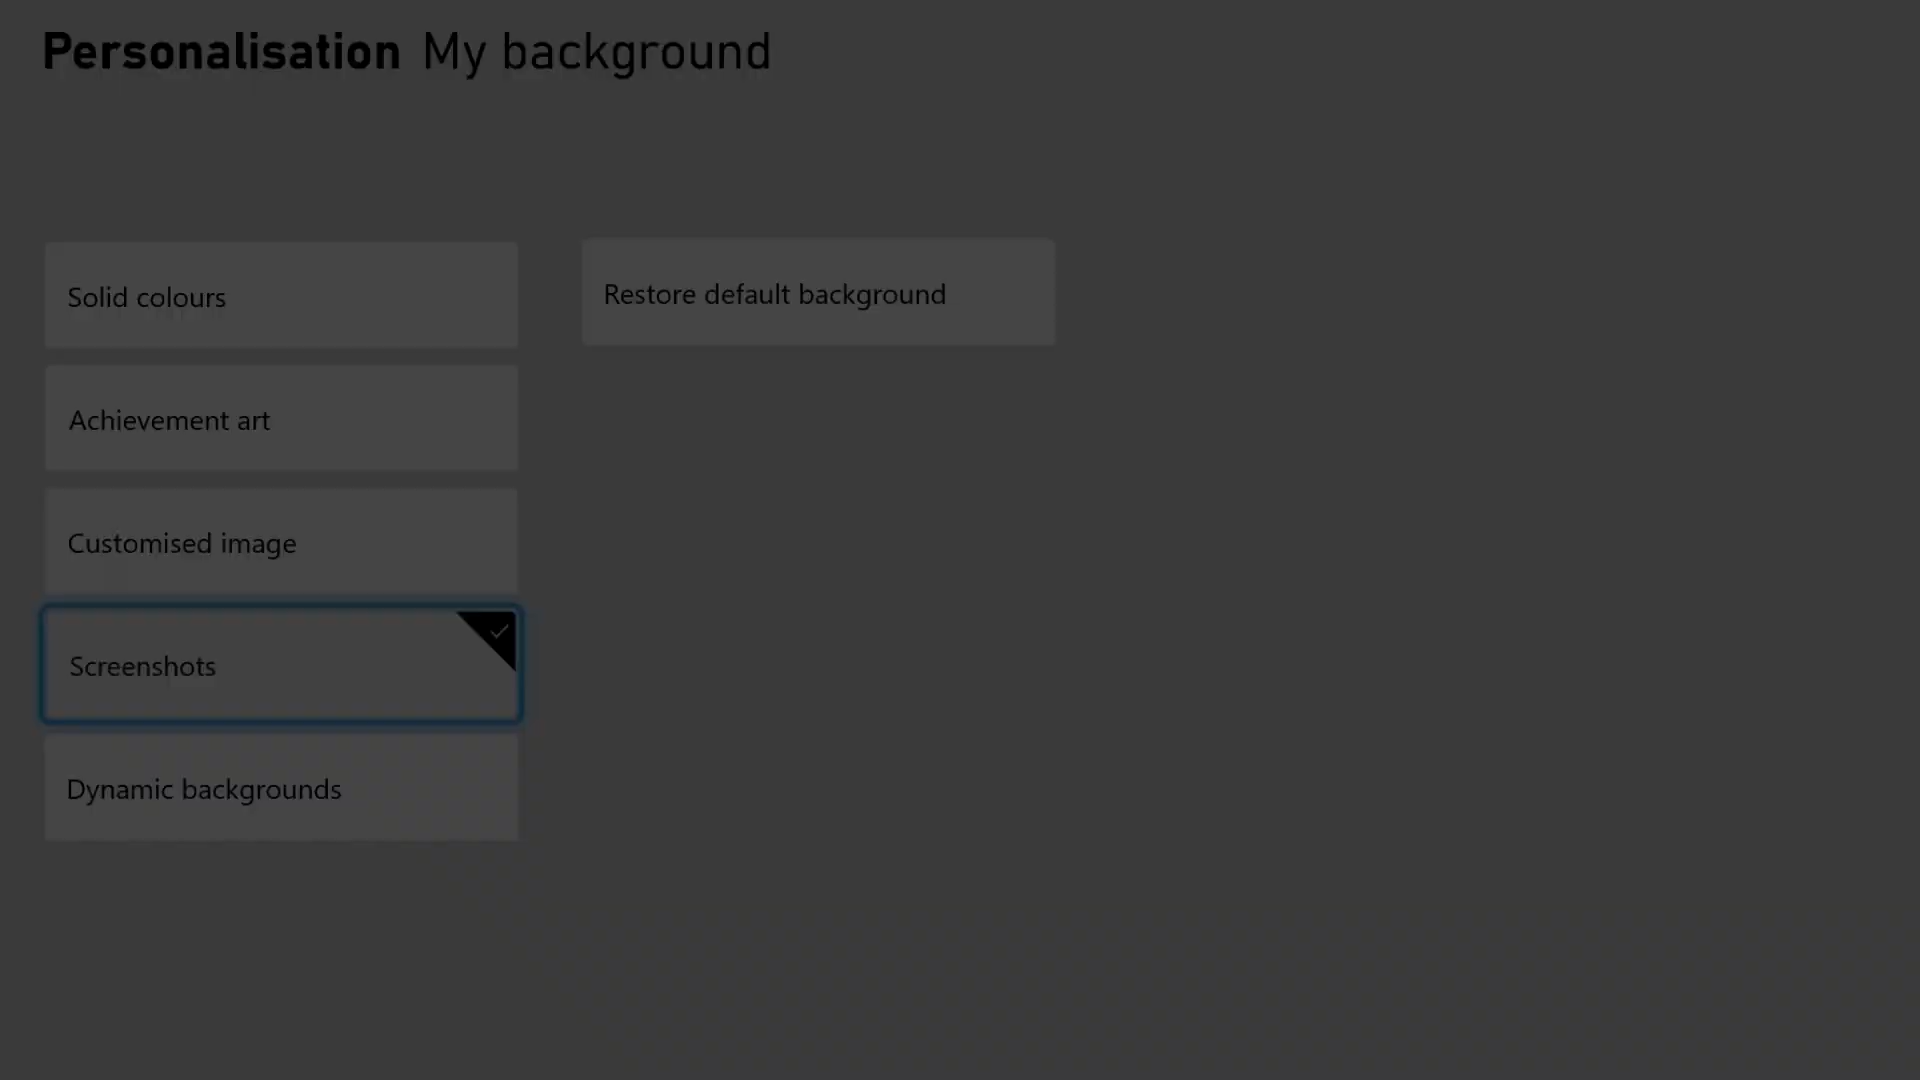 Personalisation My background
Solid colours
Restore default background
Achievement art
Customised image
Screenshots
Dynamic backgrounds